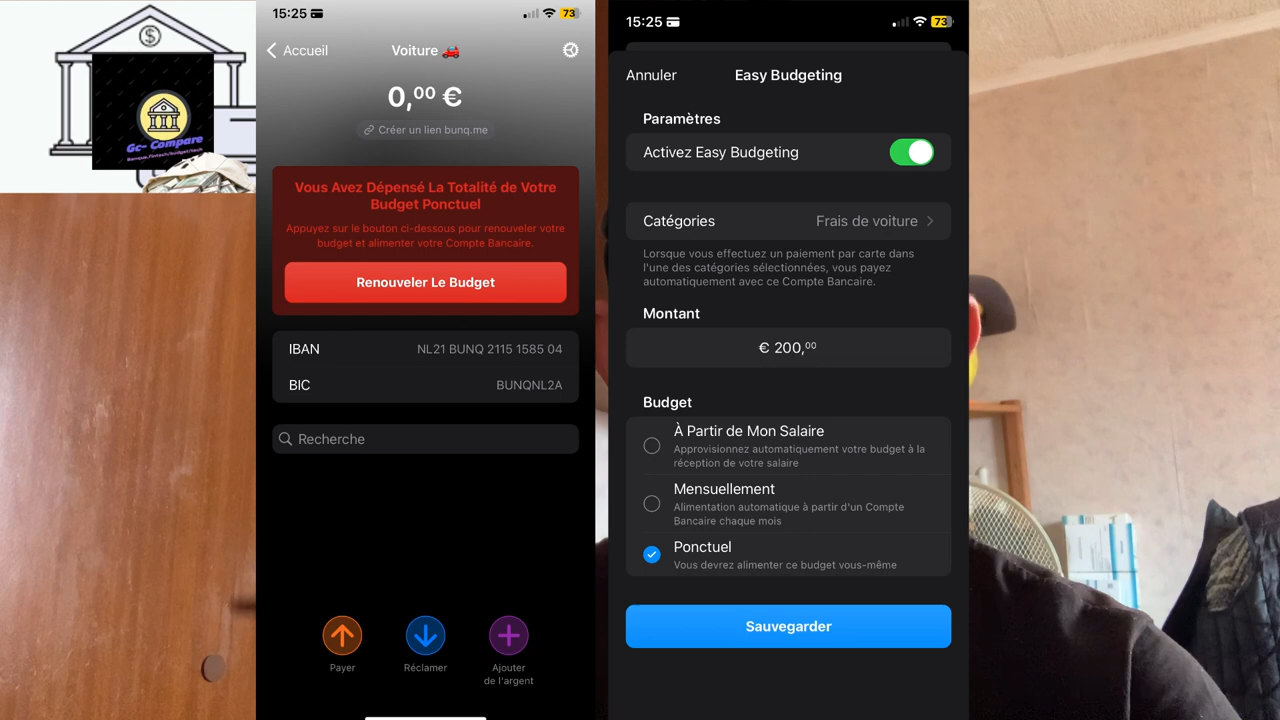 Gc- Compare
Banque,Fintech/budget/tech
15:25
73
Accueil
Voiture 🏎️
0,00 €
Créer un lien bunq.me
Vous Avez Dépensé La Totalité de Votre
Budget Ponctuel
Appuyez sur le bouton ci-dessous pour renouveler votre
budget et alimenter votre Compte Bancaire.
Renouveler Le Budget
IBAN
NL21 BUNQ 2115 1585 04
BIC
BUNQNL2A
Recherche
Payer
Réclamer
Ajouter
de l'argent
15:25
73
Annuler
Easy Budgeting
Paramètres
Activez Easy Budgeting
Catégories
Frais de voiture
Lorsque vous effectuez un paiement par carte dans
l'une des catégories sélectionnées, vous payez
automatiquement avec ce Compte Bancaire.
Montant
€ 200,00
Budget
À Partir de Mon Salaire
Approvisionnez automatiquement votre budget à la
réception de votre salaire
Mensuellement
Alimentation automatique à partir d'un Compte
Bancaire chaque mois
Ponctuel
Vous devrez alimenter ce budget vous-même
Sauvegarder